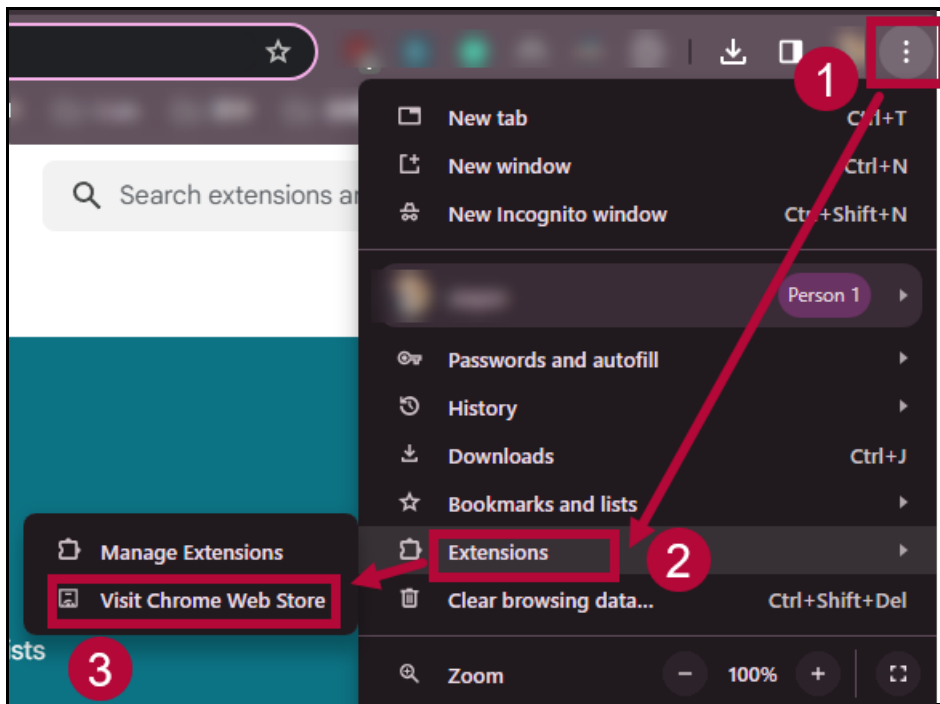 1
New tab Ctrl+T
Search extensions
New window Ctrl+N
New Incognito window Ctrl+Shift+N
Person 1
Passwords and autofill
History
Downloads Ctrl+J
Bookmarks and lists
Manage Extensions
Extensions
2
Visit Chrome Web Store
Clear browsing data... Ctrl+Shift+Del
3
Zoom - 100% +